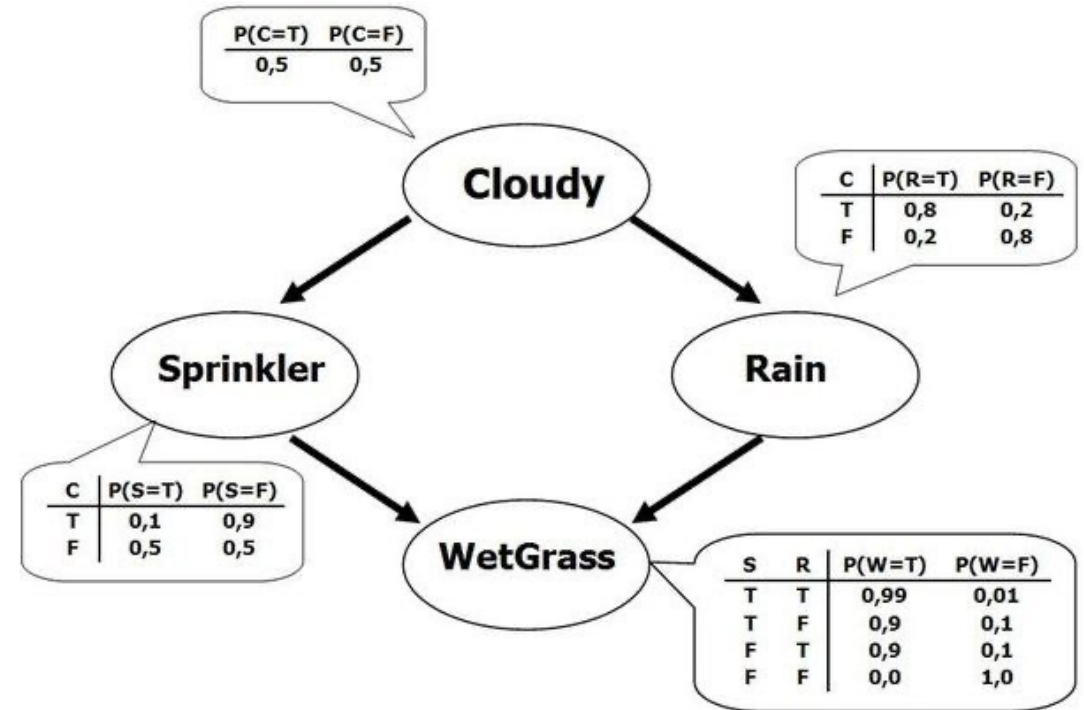 P(C=T) P(C=F)
0,5 0,5
Cloudy
C P(R=T) P(R=F)
T 0,8 0,2
F 0,2 0,8
Sprinkler
Rain
C P(S=T) P(S=F)
T 0,1 0,9
F 0,5 0,5
WetGrass
S R P(W=T) P(W=F)
T T 0,99 0,01
T F 0,9 0,1
F T 0,9 0,1
F F 0,0 1,0